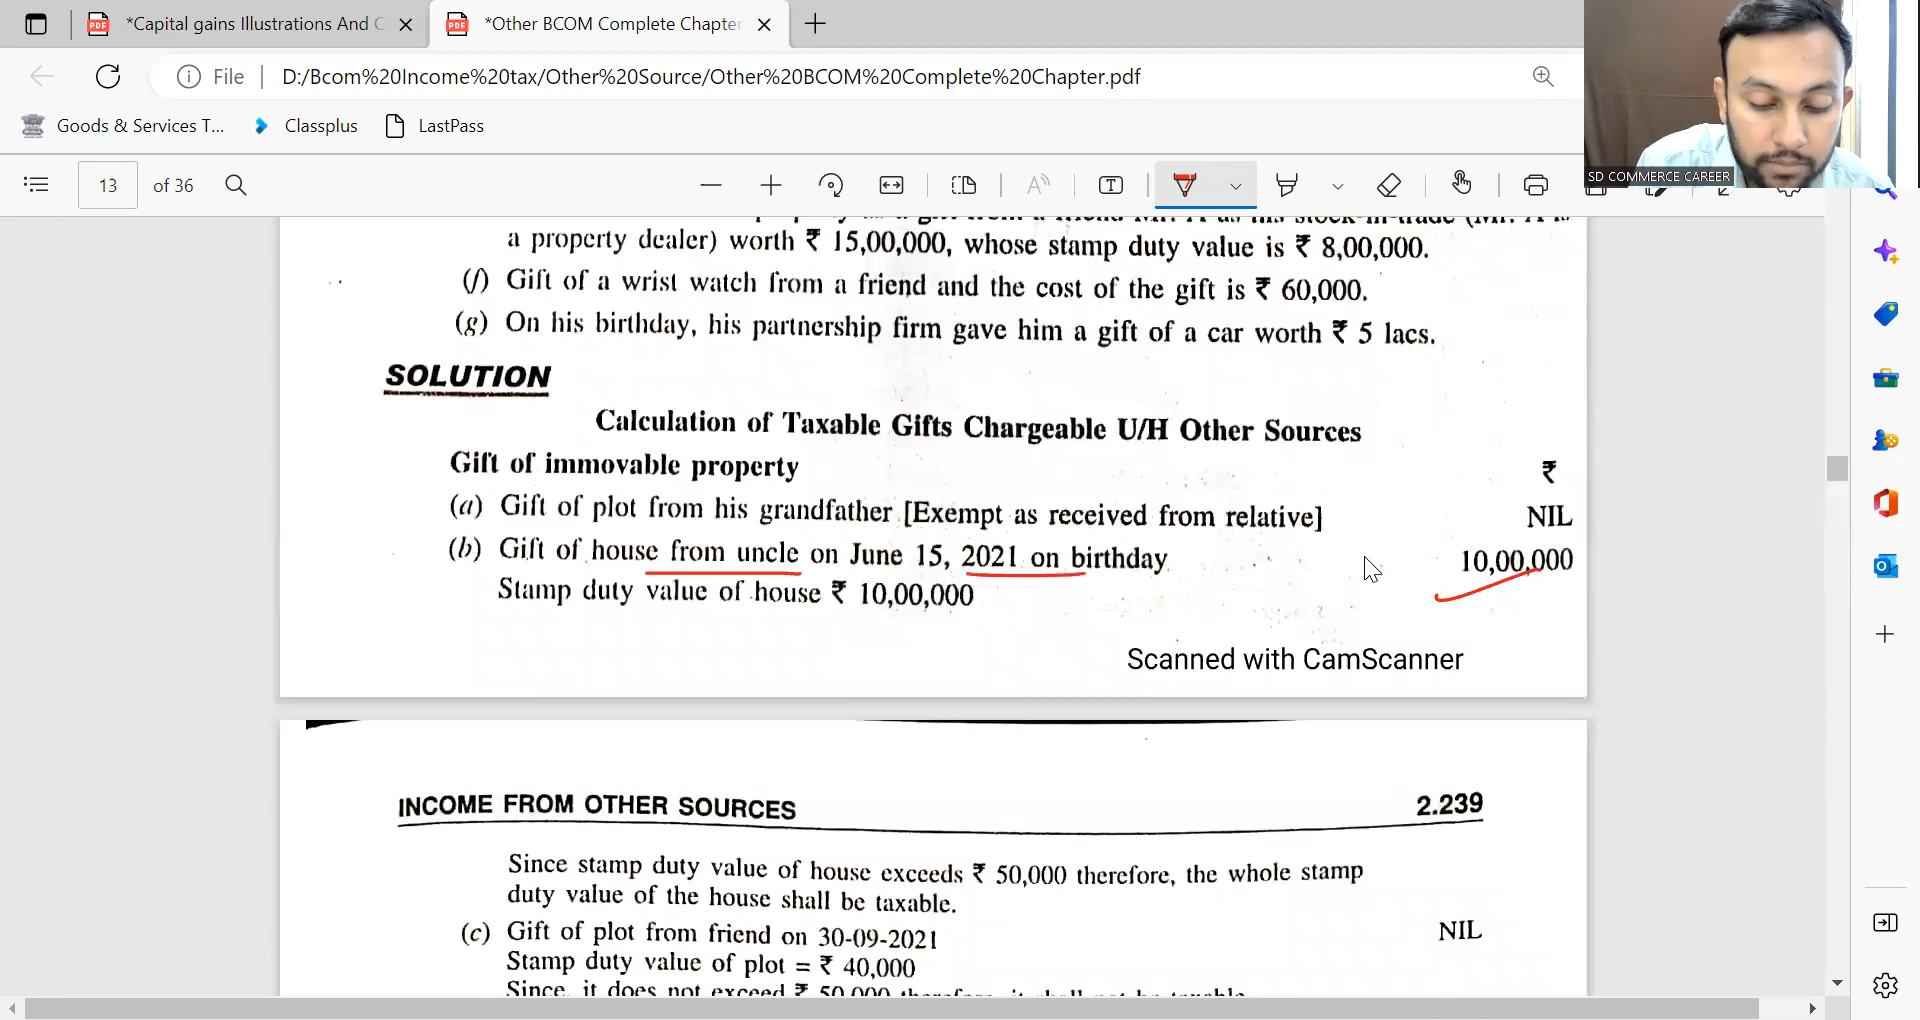 *Capital gains Illustrations And C
*Other BCOM Complete Chapter
File
D:/Bcom%20Income%20tax/Other%20Source/Other%20BCOM%20Complete%20Chapter.pdf
Goods & Services T...
Classplus
LastPass
13 of 36
SD COMMERCE CAREER
a property dealer) worth ₹ 15,00,000, whose stamp duty value is ₹ 8,00,000.
(f) Gift of a wrist watch from a friend and the cost of the gift is ₹ 60,000.
(g) On his birthday, his partnership firm gave him a gift of a car worth ₹ 5 lacs.
SOLUTION
Calculation of Taxable Gifts Chargeable U/H Other Sources
Gift of immovable property ₹
(a) Gift of plot from his grandfather [Exempt as received from relative] NIL
(b) Gift of house from uncle on June 15, 2021 on birthday 10,00,000
Stamp duty value of house ₹ 10,00,000
Scanned with CamScanner
INCOME FROM OTHER SOURCES 2.239
Since stamp duty value of house exceeds ₹ 50,000 therefore, the whole stamp
duty value of the house shall be taxable.
(c) Gift of plot from friend on 30-09-2021 NIL
Stamp duty value of plot = ₹ 40,000
Since, it does not exceed ₹ 50,000